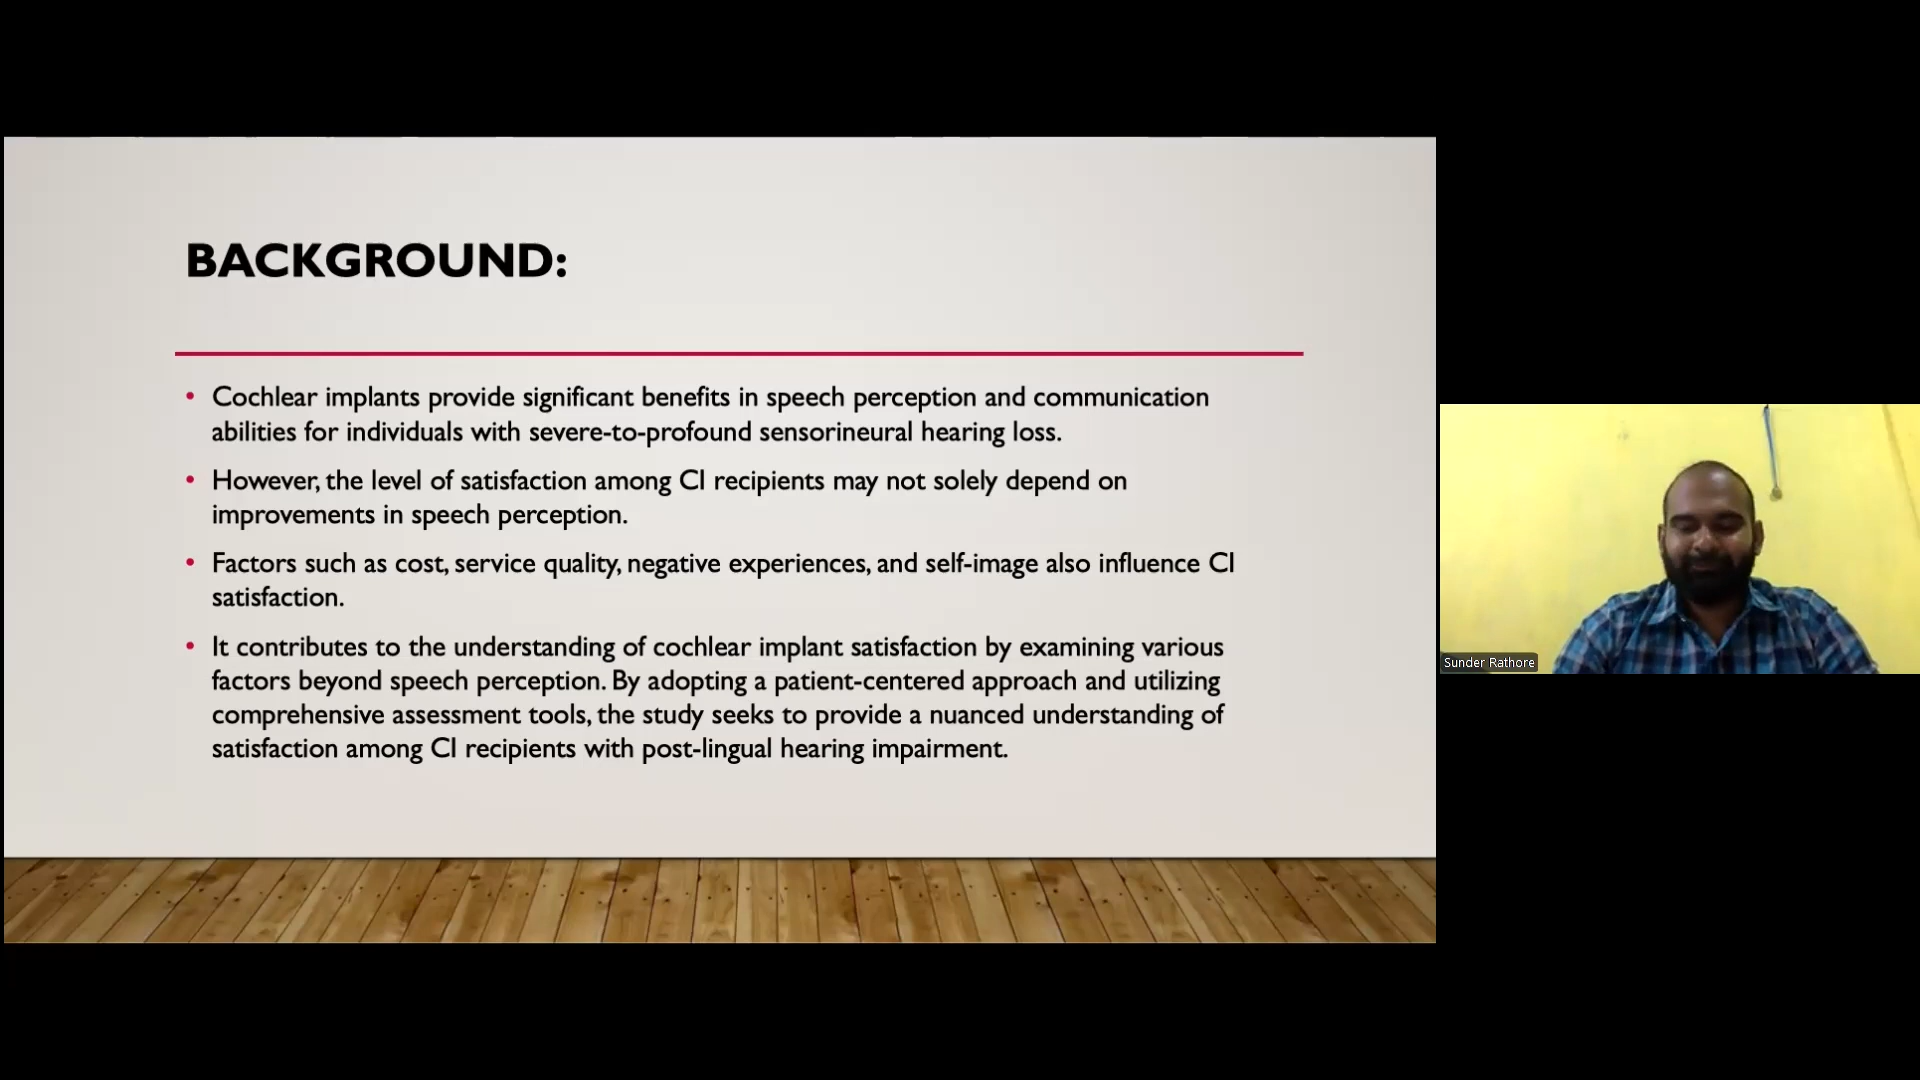 BACKGROUND:
• Cochlear implants provide significant benefits in speech perception and communication
abilities for individuals with severe-to-profound sensorineural hearing loss.
• However, the level of satisfaction among CI recipients may not solely depend on
improvements in speech perception.
• Factors such as cost, service quality, negative experiences, and self-image also influence CI
satisfaction.
• It contributes to the understanding of cochlear implant satisfaction by examining various
factors beyond speech perception. By adopting a patient-centered approach and utilizing
comprehensive assessment tools, the study seeks to provide a nuanced understanding of
satisfaction among CI recipients with post-lingual hearing impairment.
Sunder Rathore